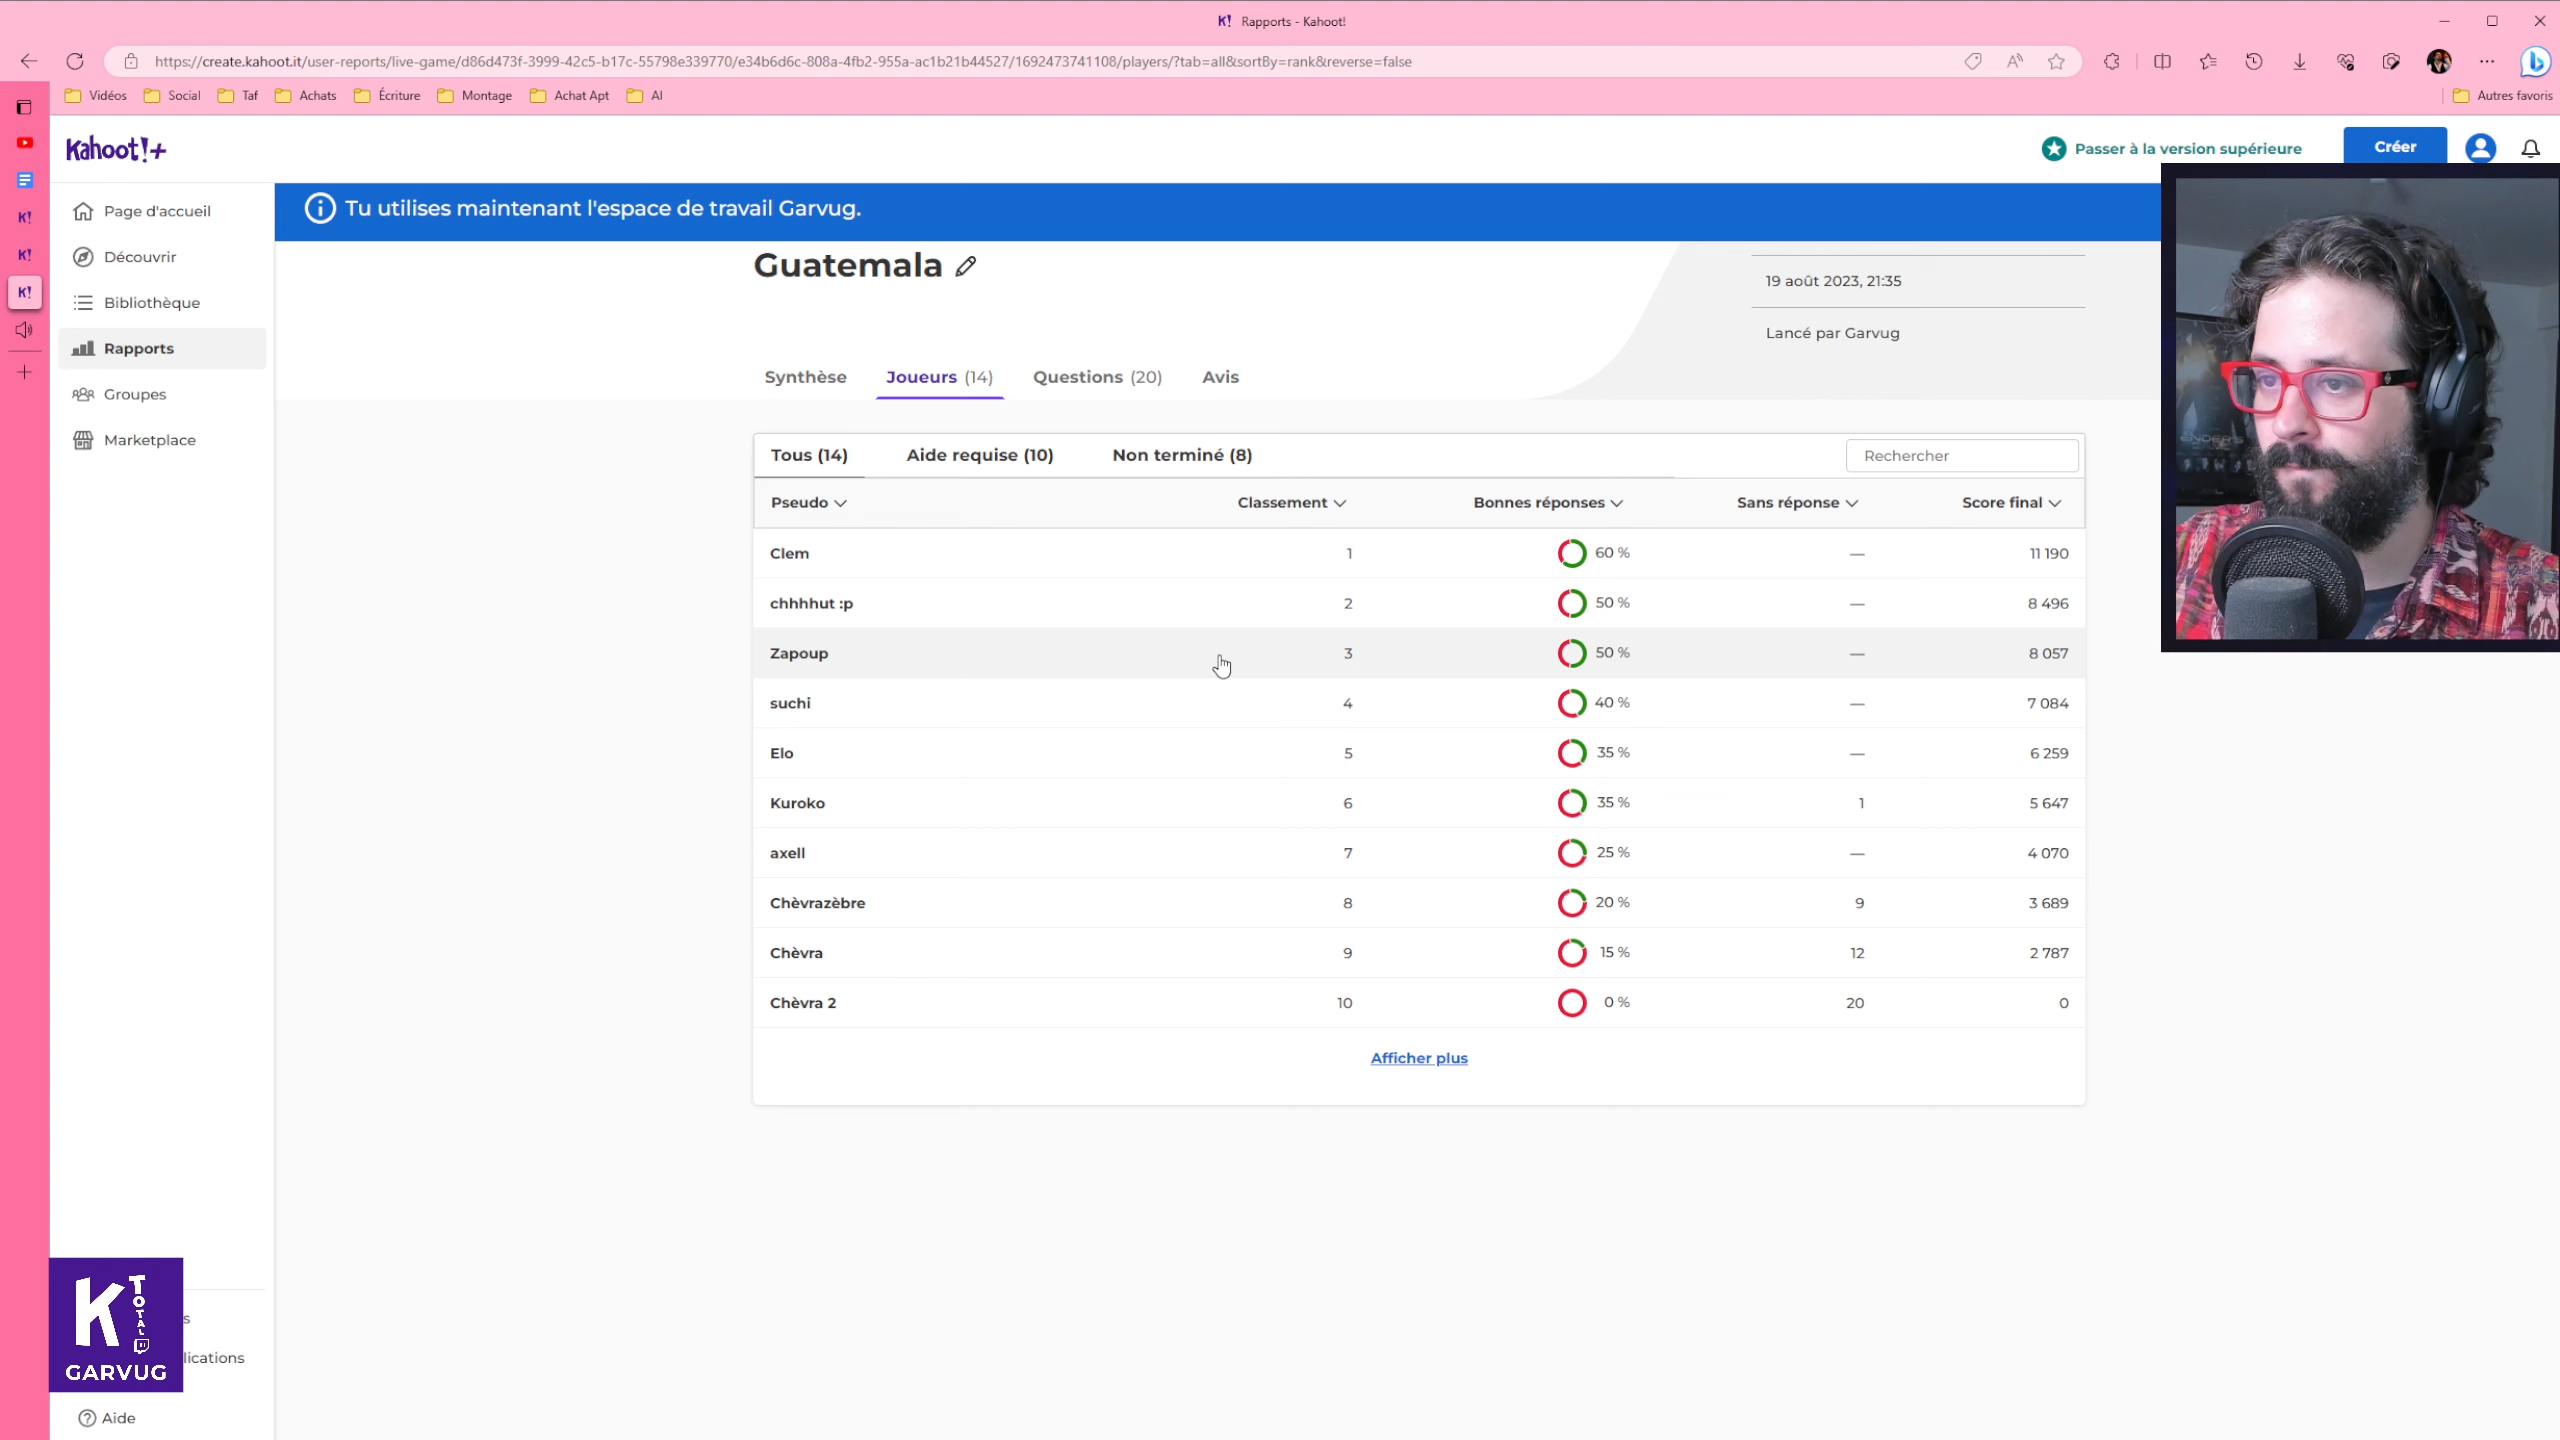 K! Rapports - Kahoot!
https://create.kahoot.it/user-reports/live-game/d86d473f-3999-42c5-b17c-55798e339770/e34b6d6c-808a-4fb2-955a-ac1b21b44527/1692473741108/players/?tab=all&sortBy=rank&reverse=false
Vidéos Social Taf Achats Écriture Montage Achat Apt AI Autres favoris
Kahoot!+ Passer à la version supérieure Créer
Page d'accueil
Découvrir
Bibliothèque
Rapports
Groupes
Marketplace
K!
K!
K!
Tu utilises maintenant l'espace de travail Garvug.
Guatemala
19 août 2023, 21:35
Lancé par Garvug
Synthèse Joueurs (14) Questions (20) Avis
Tous (14) Aide requise (10) Non terminé (8) Rechercher
Pseudo Classement Bonnes réponses Sans réponse Score final
Clem 1 60 % — 11 190
chhhhut :p 2 50 % — 8 496
Zapoup 3 50 % — 8 057
suchi 4 40 % — 7 084
Elo 5 35 % — 6 259
Kuroko 6 35 % 1 5 647
axell 7 25 % — 4 070
Chèvrazèbre 8 20 % 9 3 689
Chèvra 9 15 % 12 2 787
Chèvra 2 10 0 % 20 0
Afficher plus
K TOTAL
GARVUG
s
lications
Aide